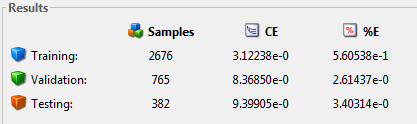 Results
Samples CE %E
Training: 2676 3.12238e-0 5.60538e-1
Validation: 765 8.36850e-0 2.61437e-0
Testing: 382 9.39905e-0 3.40314e-0